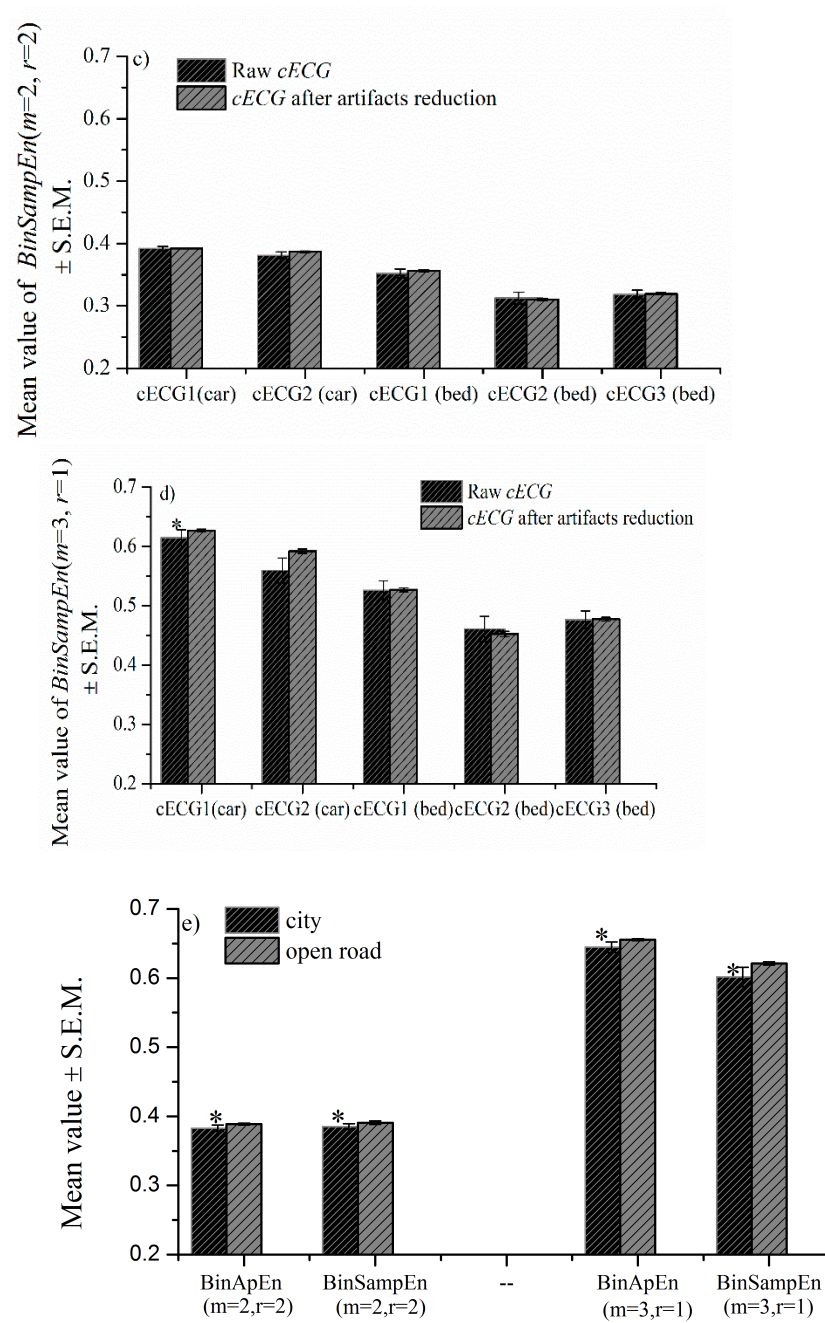 c)
Raw cECG
cECG after artifacts reduction
Mean value of BinSampEn(m=2, r=2)
± S.E.M.
0.7
0.6
0.5
0.4
0.3
0.2
cECG1(car) cECG2 (car) cECG1 (bed) cECG2 (bed) cECG3 (bed)
d)
Raw cECG
cECG after artifacts reduction
Mean value of BinSampEn(m=3, r=1)
± S.E.M.
0.7
0.6
0.5
0.4
0.3
0.2
*
cECG1(car) cECG2 (car) cECG1 (bed) cECG2 (bed) cECG3 (bed)
e)
city
open road
Mean value ± S.E.M.
0.7
0.6
0.5
0.4
0.3
0.2
* * * *
BinApEn BinSampEn -- BinApEn BinSampEn
(m=2,r=2) (m=2,r=2) (m=3,r=1) (m=3,r=1)